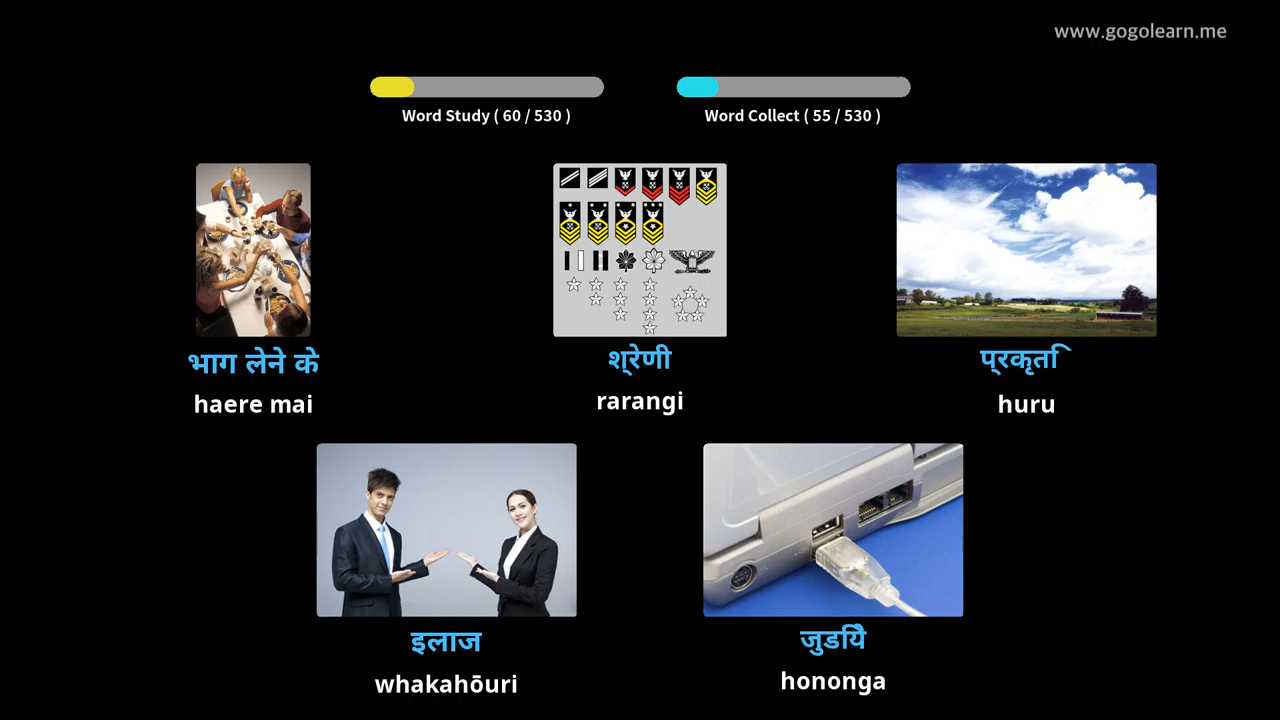 www.gogolearn.me
Word Study ( 60 / 530 )
Word Collect ( 55 / 530 )
भाग लेने के
haere mai
श्रेणी
rarangi
प्रकृति
huru
इलाज
whakahōuri
जुडिये
hononga